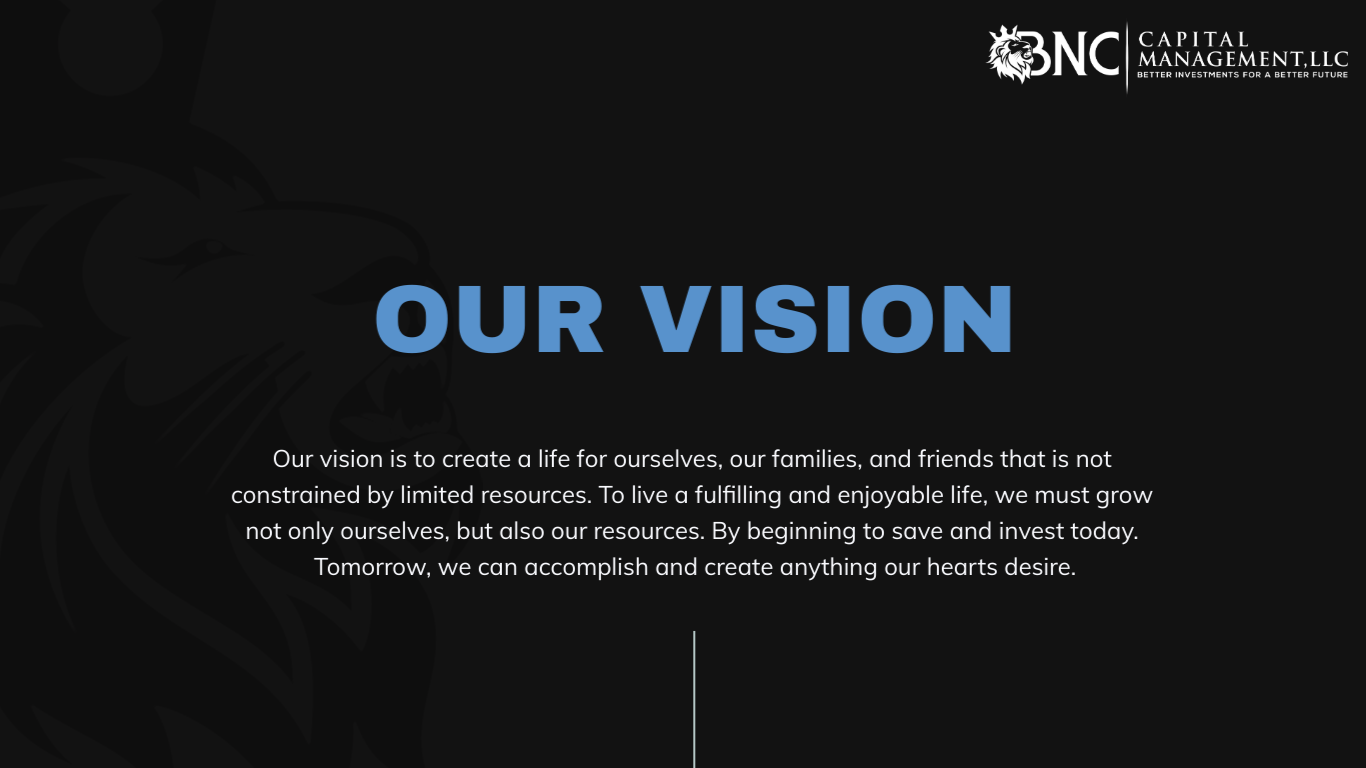 BNC
CAPITAL
MANAGEMENT,LLC
BETTER INVESTMENTS FOR A BETTER FUTURE
OUR VISION
Our vision is to create a life for ourselves, our families, and friends that is not
constrained by limited resources. To live a fulfilling and enjoyable life, we must grow
not only ourselves, but also our resources. By beginning to save and invest today.
Tomorrow, we can accomplish and create anything our hearts desire.